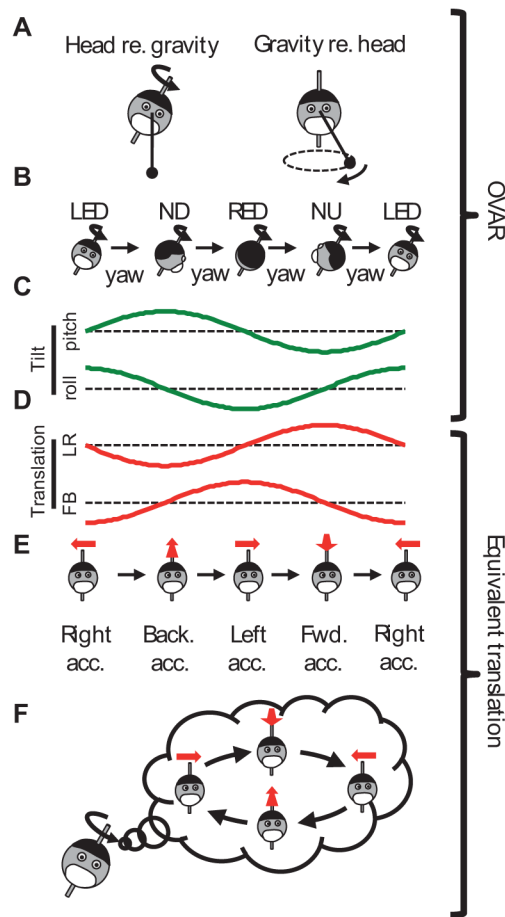 A
Head re. gravity
Gravity re. head
B
LED ND RED NU LED
yaw yaw yaw yaw
OVAR
C
Tilt
pitch
roll
D
Translation
LR
FB
E
Right Back. Left Fwd. Right
acc. acc. acc. acc. acc.
Equivalent translation
F